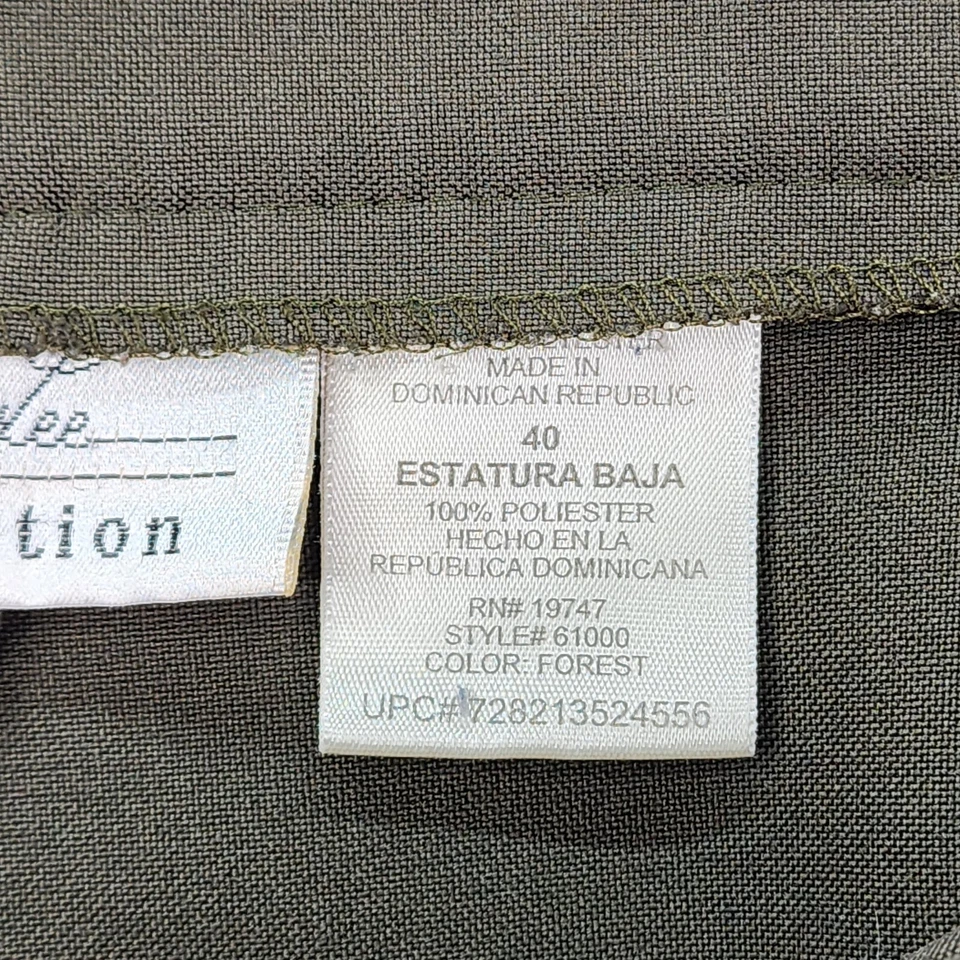 tion
MADE IN
DOMINICAN REPUBLIC
40
ESTATURA BAJA
100% POLIESTER
HECHO EN LA
REPÚBLICA DOMINICANA
RN# 19747
STYLE# 61000
COLOR: FOREST
UPC# 728213524556